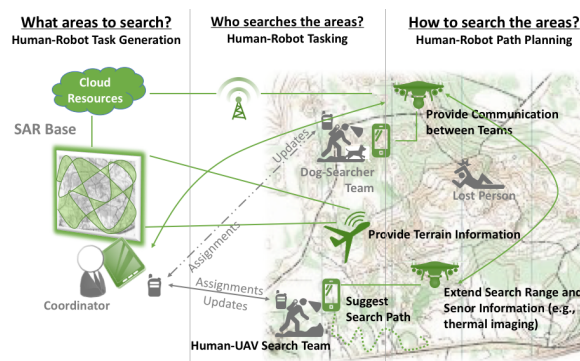 What areas to search?
Human-Robot Task Generation
Who searches the areas?
Human-Robot Tasking
How to search the areas?
Human-Robot Path Planning
Cloud
Resources
SAR Base
Coordinator
Updates
Assignments
Assignments
Updates
Dog-Searcher
Team
Provide Communication
between Teams
Lost Person
Provide Terrain Information
Suggest
Search Path
Human-UAV Search Team
Extend Search Range and
Senor Information (e.g.,
thermal imaging)